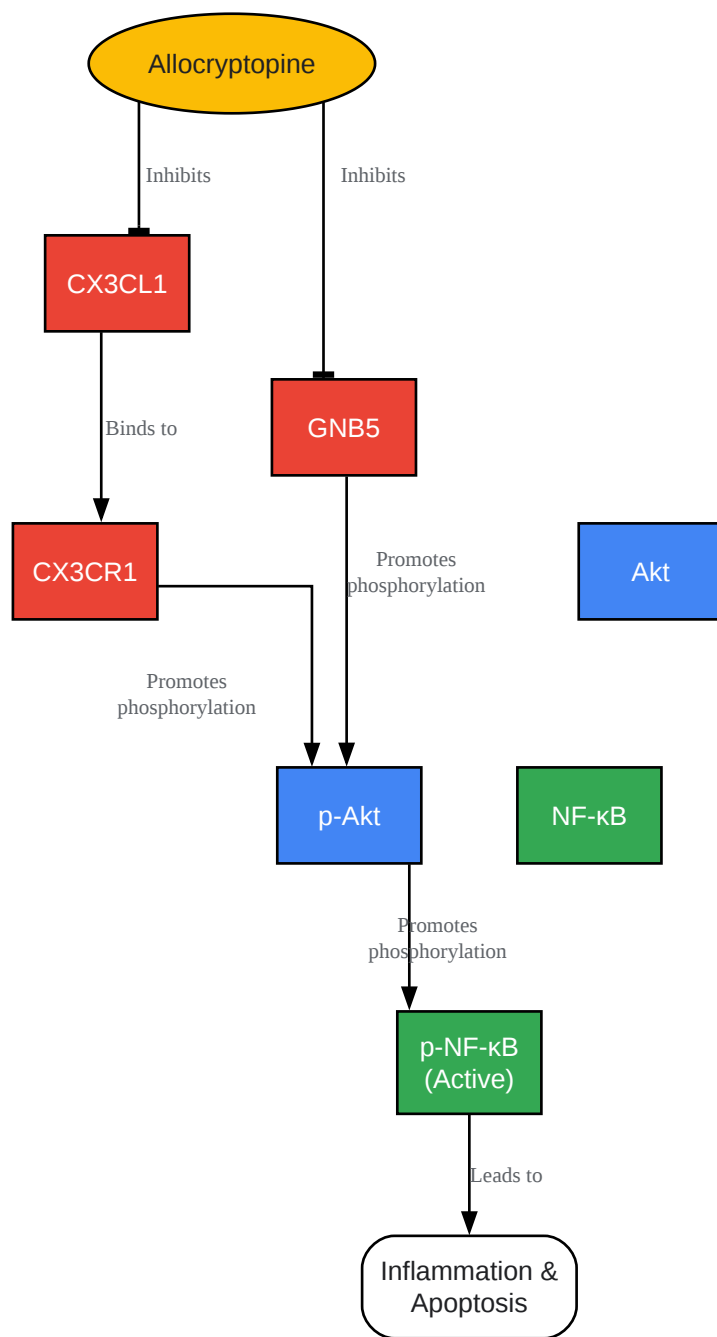 Allocryptopine
Inhibits
Inhibits
CX3CL1
Binds to
GNB5
CX3CR1
Promotes
phosphorylation
Akt
Promotes
phosphorylation
p-Akt
NF-κB
Promotes
phosphorylation
p-NF-κB
(Active)
Leads to
Inflammation &
Apoptosis